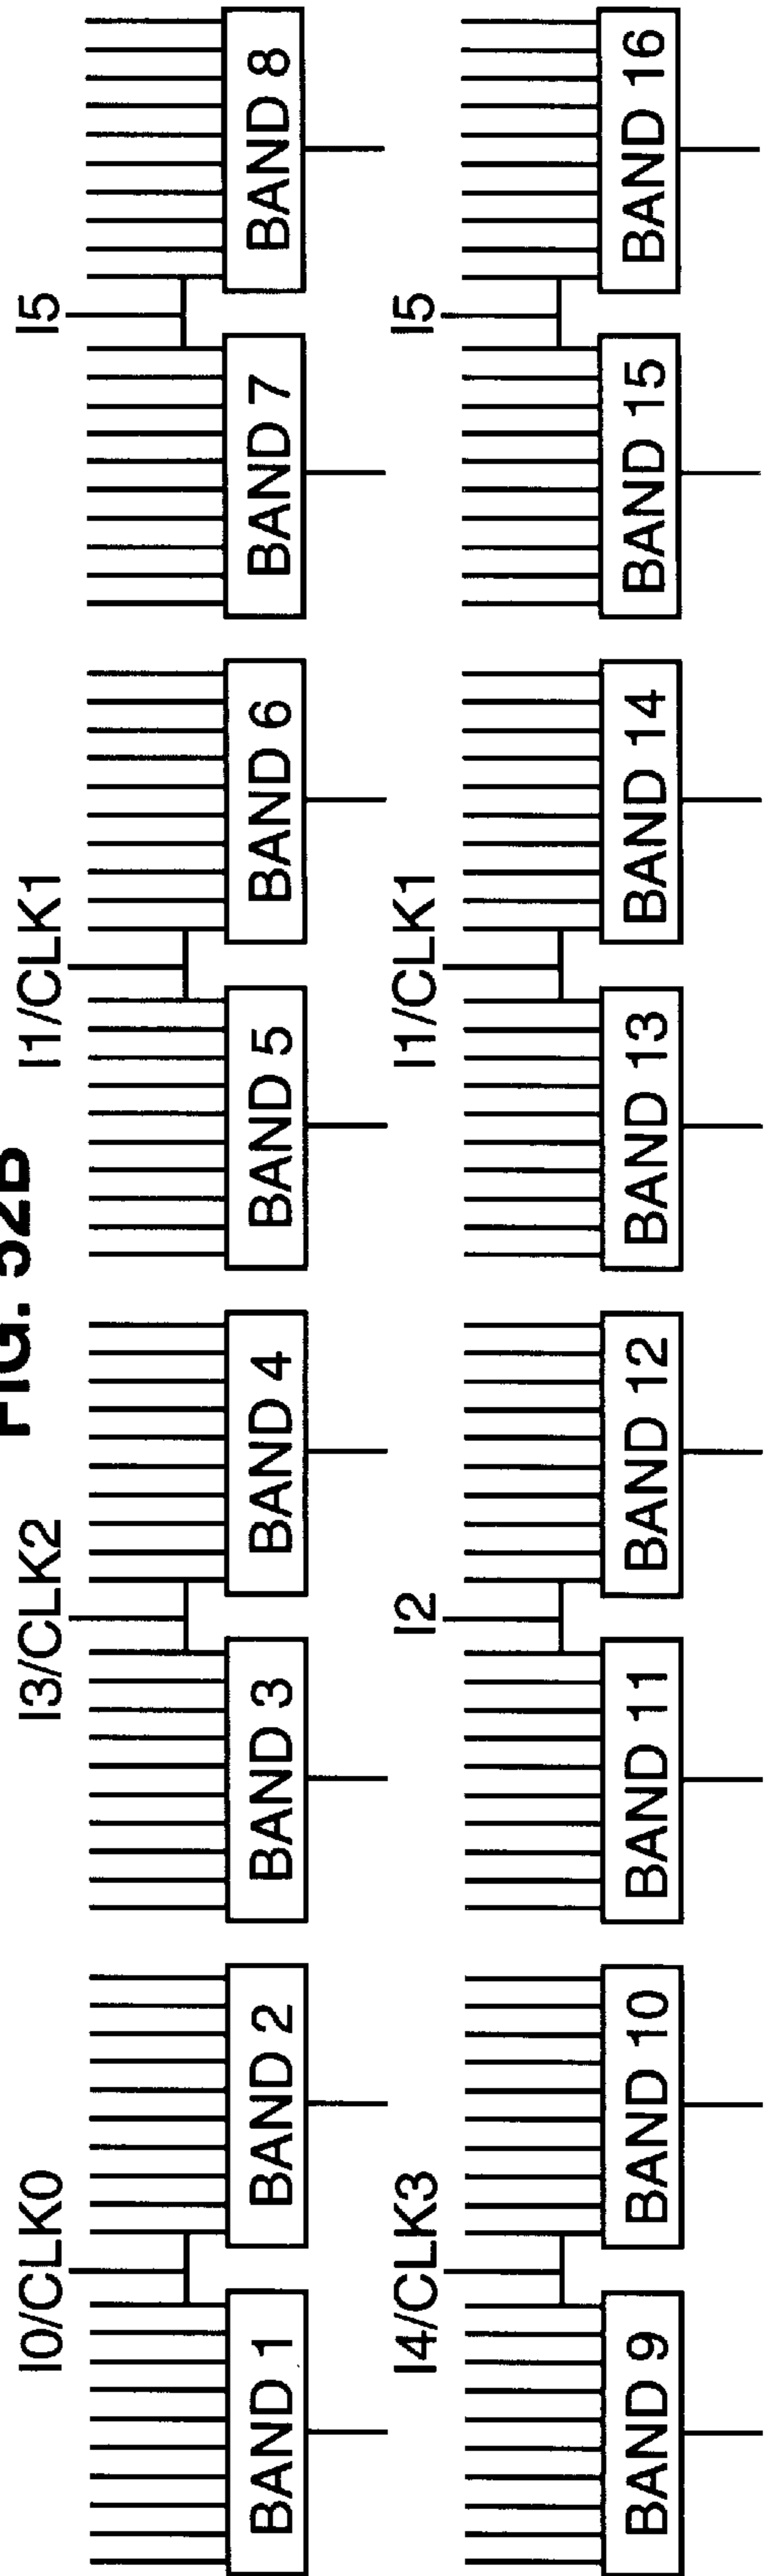 FIG. 52B
I0/CLK0
I3/CLK2
I1/CLK1
I5
BAND 1
BAND 2
BAND 3
BAND 4
BAND 5
BAND 6
BAND 7
BAND 8
I4/CLK3
I2
I1/CLK1
I5
BAND 9
BAND 10
BAND 11
BAND 12
BAND 13
BAND 14
BAND 15
BAND 16